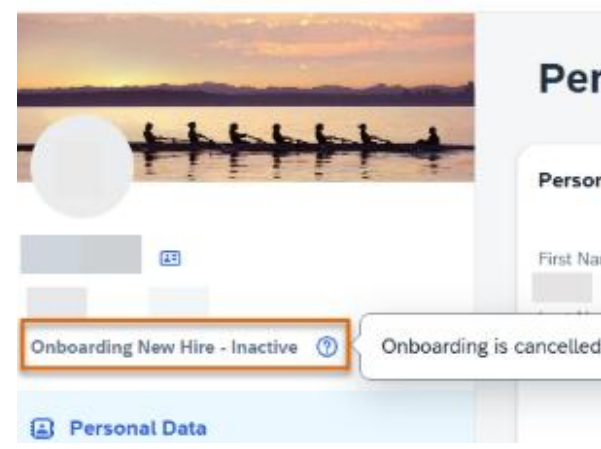 Per
Person
First Na
Onboarding New Hire - Inactive
Onboarding is cancelled
Personal Data